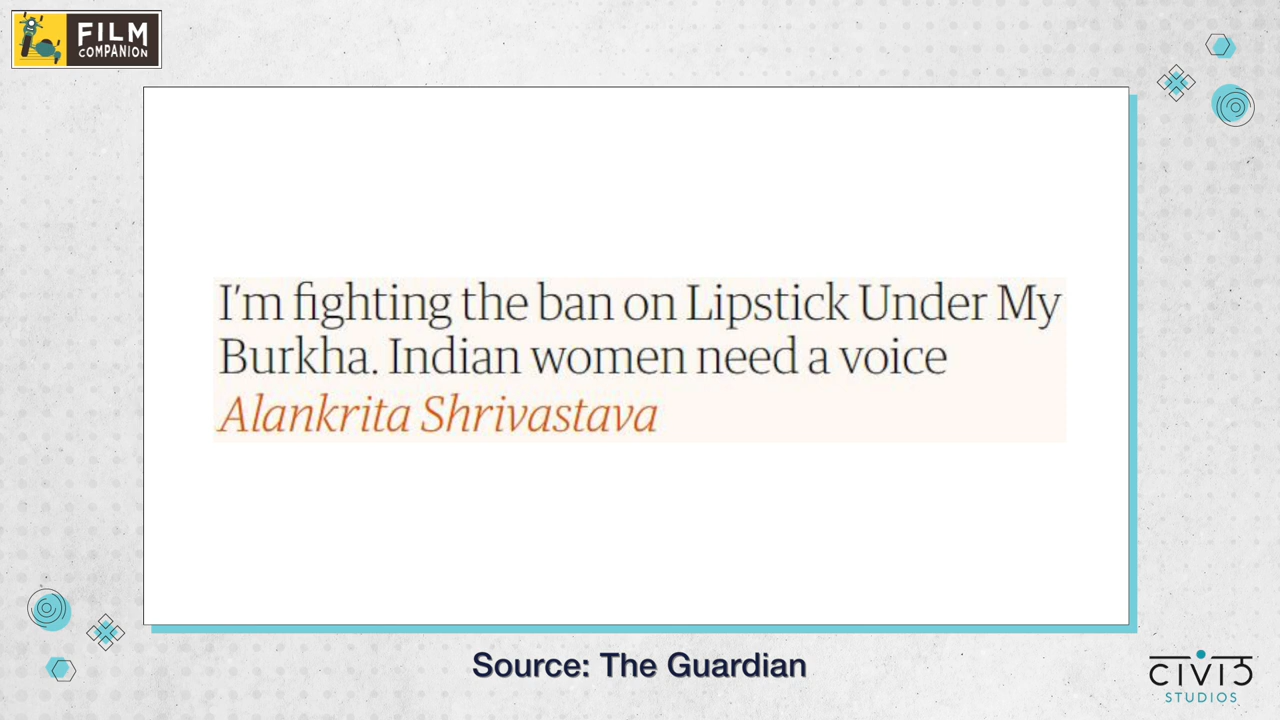 FILM
COMPANION
I'm fighting the ban on Lipstick Under My
Burkha. Indian women need a voice
Alankrita Shrivastava
Source: The Guardian
CIVIC
STUDIOS